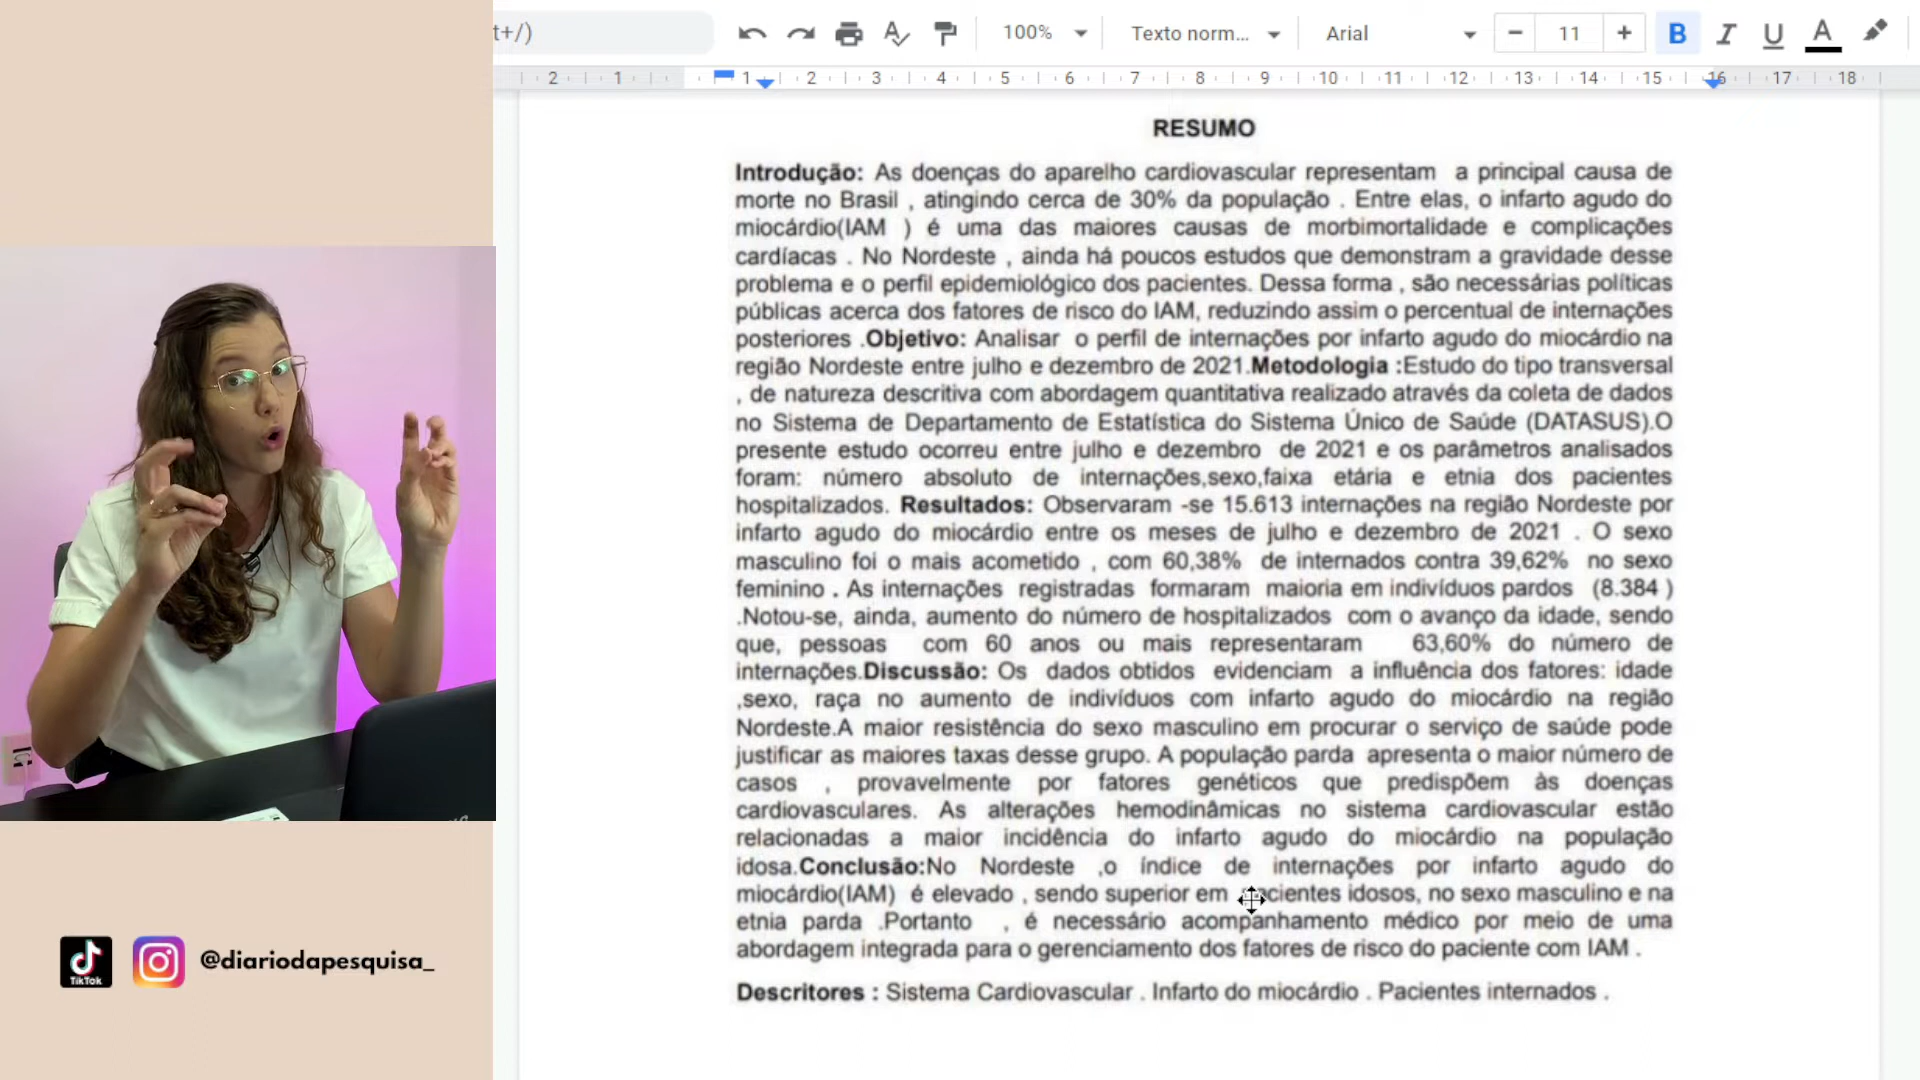 t+/)
100%
Texto norm...
Arial
11
B
I
U
A
2 1 1 2 3 4 5 6 7 8 9 10 11 12 13 14 15 16 17 18
RESUMO
Introdução: As doenças do aparelho cardiovascular representam a principal causa de
morte no Brasil , atingindo cerca de 30% da população . Entre elas, o infarto agudo do
miocárdio(IAM ) é uma das maiores causas de morbimortalidade e complicações
cardíacas . No Nordeste , ainda há poucos estudos que demonstram a gravidade desse
problema e o perfil epidemiológico dos pacientes. Dessa forma , são necessárias políticas
públicas acerca dos fatores de risco do IAM, reduzindo assim o percentual de internações
posteriores .Objetivo: Analisar o perfil de internações por infarto agudo do miocárdio na
região Nordeste entre julho e dezembro de 2021.Metodologia :Estudo do tipo transversal
, de natureza descritiva com abordagem quantitativa realizado através da coleta de dados
no Sistema de Departamento de Estatística do Sistema Único de Saúde (DATASUS).O
presente estudo ocorreu entre julho e dezembro de 2021 e os parâmetros analisados
foram: número absoluto de internações,sexo,faixa etária e etnia dos pacientes
hospitalizados. Resultados: Observaram -se 15.613 internações na região Nordeste por
infarto agudo do miocárdio entre os meses de julho e dezembro de 2021 . O sexo
masculino foi o mais acometido , com 60,38% de internados contra 39,62% no sexo
feminino . As internações registradas formaram maioria em indivíduos pardos (8.384 )
.Notou-se, ainda, aumento do número de hospitalizados com o avanço da idade, sendo
que, pessoas com 60 anos ou mais representaram 63,60% do número de
internações.Discussão: Os dados obtidos evidenciam a influência dos fatores: idade
,sexo, raça no aumento de indivíduos com infarto agudo do miocárdio na região
Nordeste.A maior resistência do sexo masculino em procurar o serviço de saúde pode
justificar as maiores taxas desse grupo. A população parda apresenta o maior número de
casos , provavelmente por fatores genéticos que predispõem às doenças
cardiovasculares. As alterações hemodinâmicas no sistema cardiovascular estão
relacionadas a maior incidência do infarto agudo do miocárdio na população
idosa.Conclusão:No Nordeste ,o índice de internações por infarto agudo do
miocárdio(IAM) é elevado , sendo superior em pacientes idosos, no sexo masculino e na
etnia parda .Portanto , é necessário acompanhamento médico por meio de uma
abordagem integrada para o gerenciamento dos fatores de risco do paciente com IAM .
Descritores : Sistema Cardiovascular . Infarto do miocárdio . Pacientes internados .
TikTok
@diariodapesquisa_